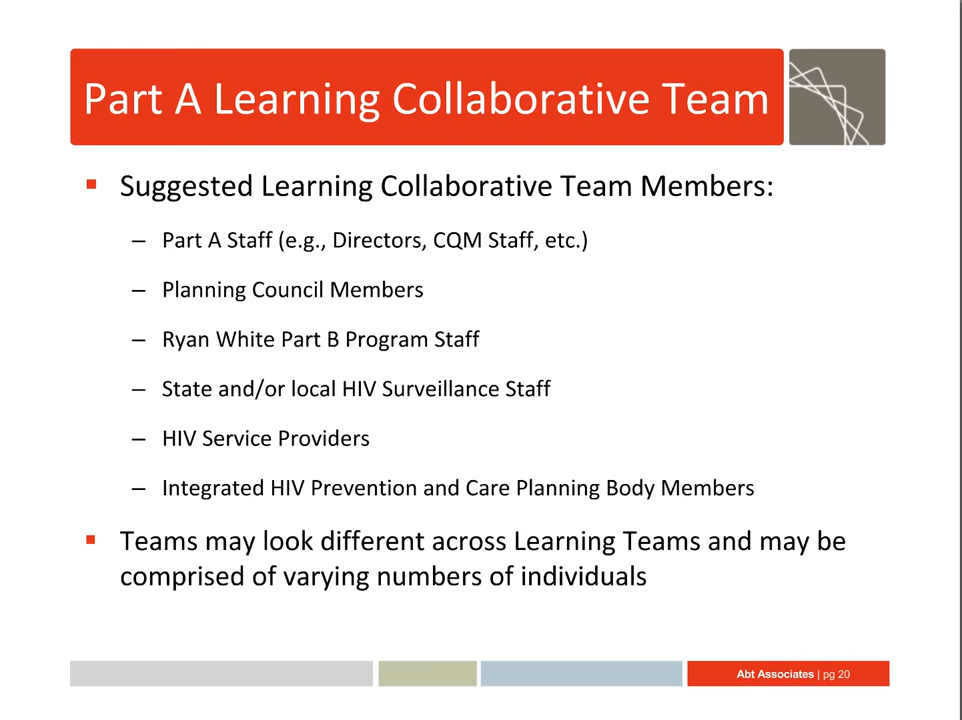 Part A Learning Collaborative Team
▪ Suggested Learning Collaborative Team Members:
– Part A Staff (e.g., Directors, CQM Staff, etc.)
– Planning Council Members
– Ryan White Part B Program Staff
– State and/or local HIV Surveillance Staff
– HIV Service Providers
– Integrated HIV Prevention and Care Planning Body Members
▪ Teams may look different across Learning Teams and may be
comprised of varying numbers of individuals
Abt Associates | pg 20